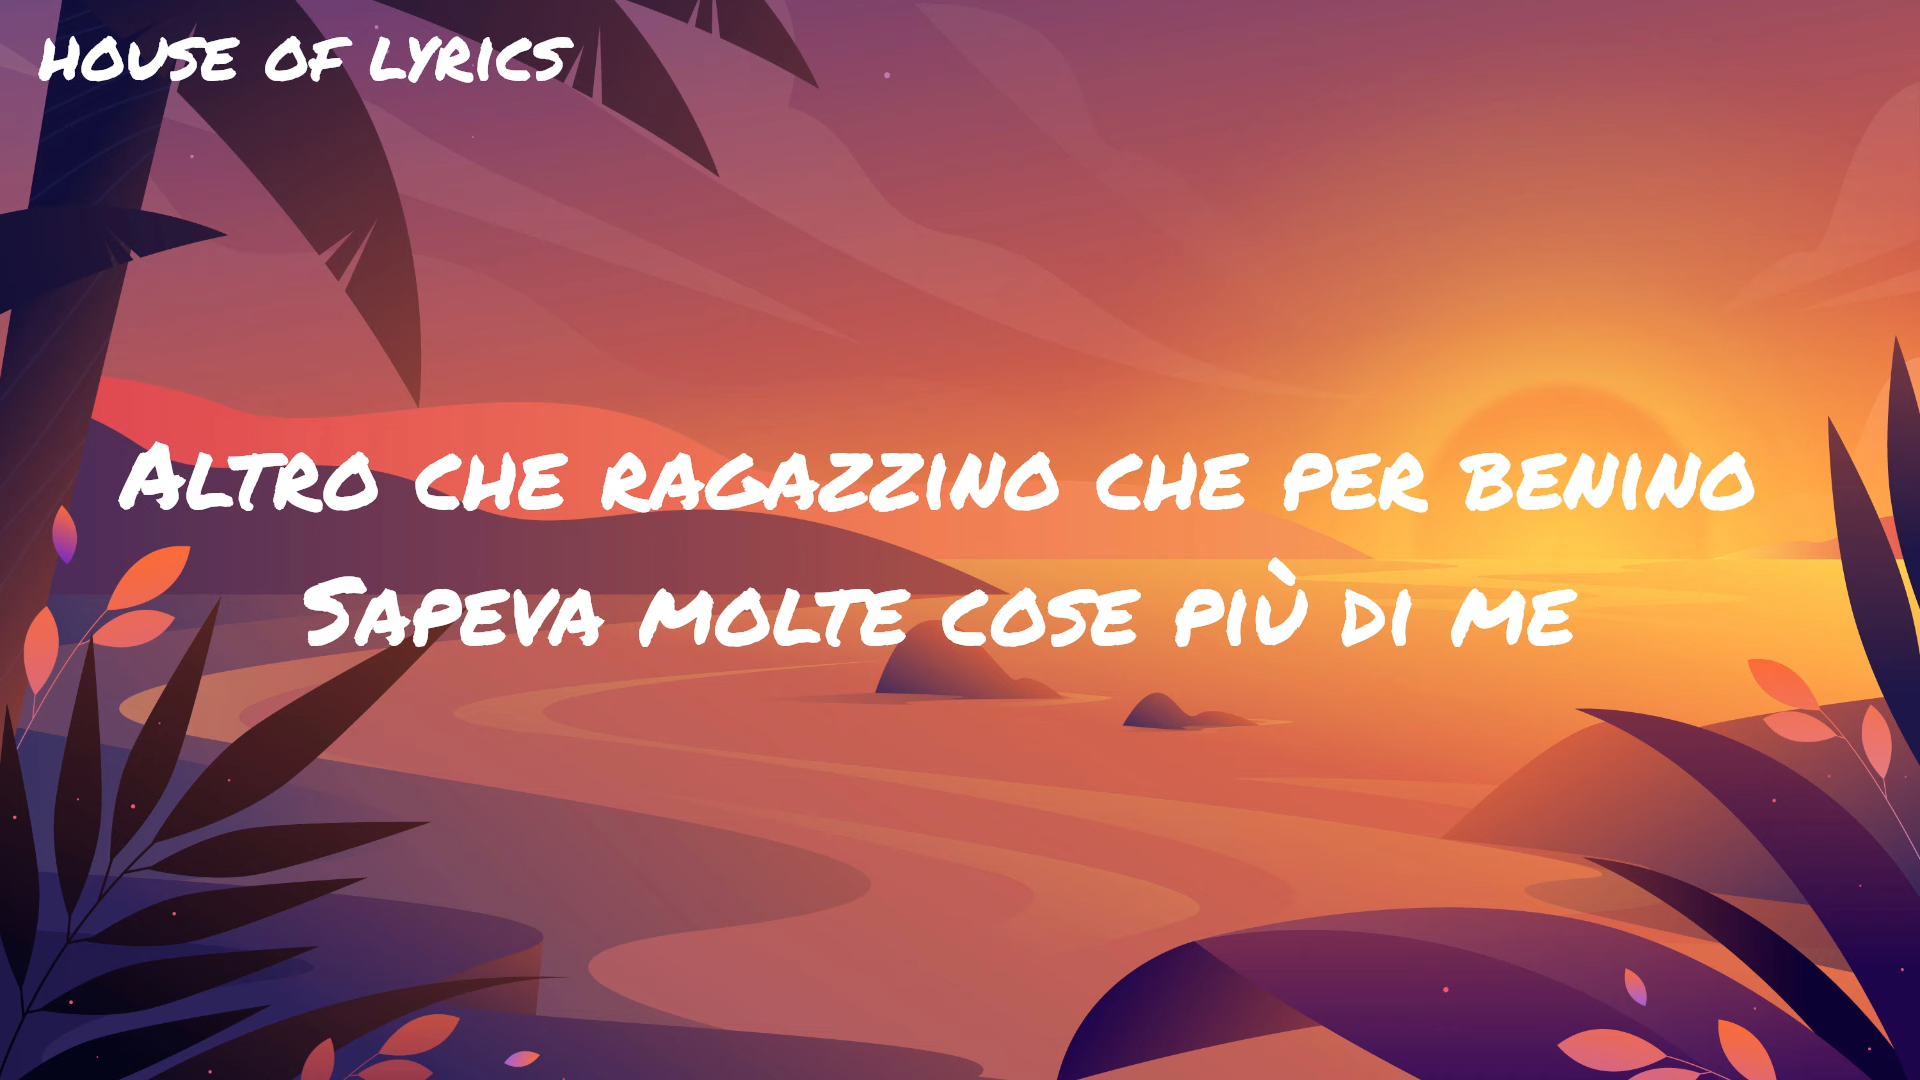 HOUSE OF LYRICS
ALTRO CHE RAGAZZINO CHE PER BENINO
SAPEVA MOLTE COSE PIÙ DI ME